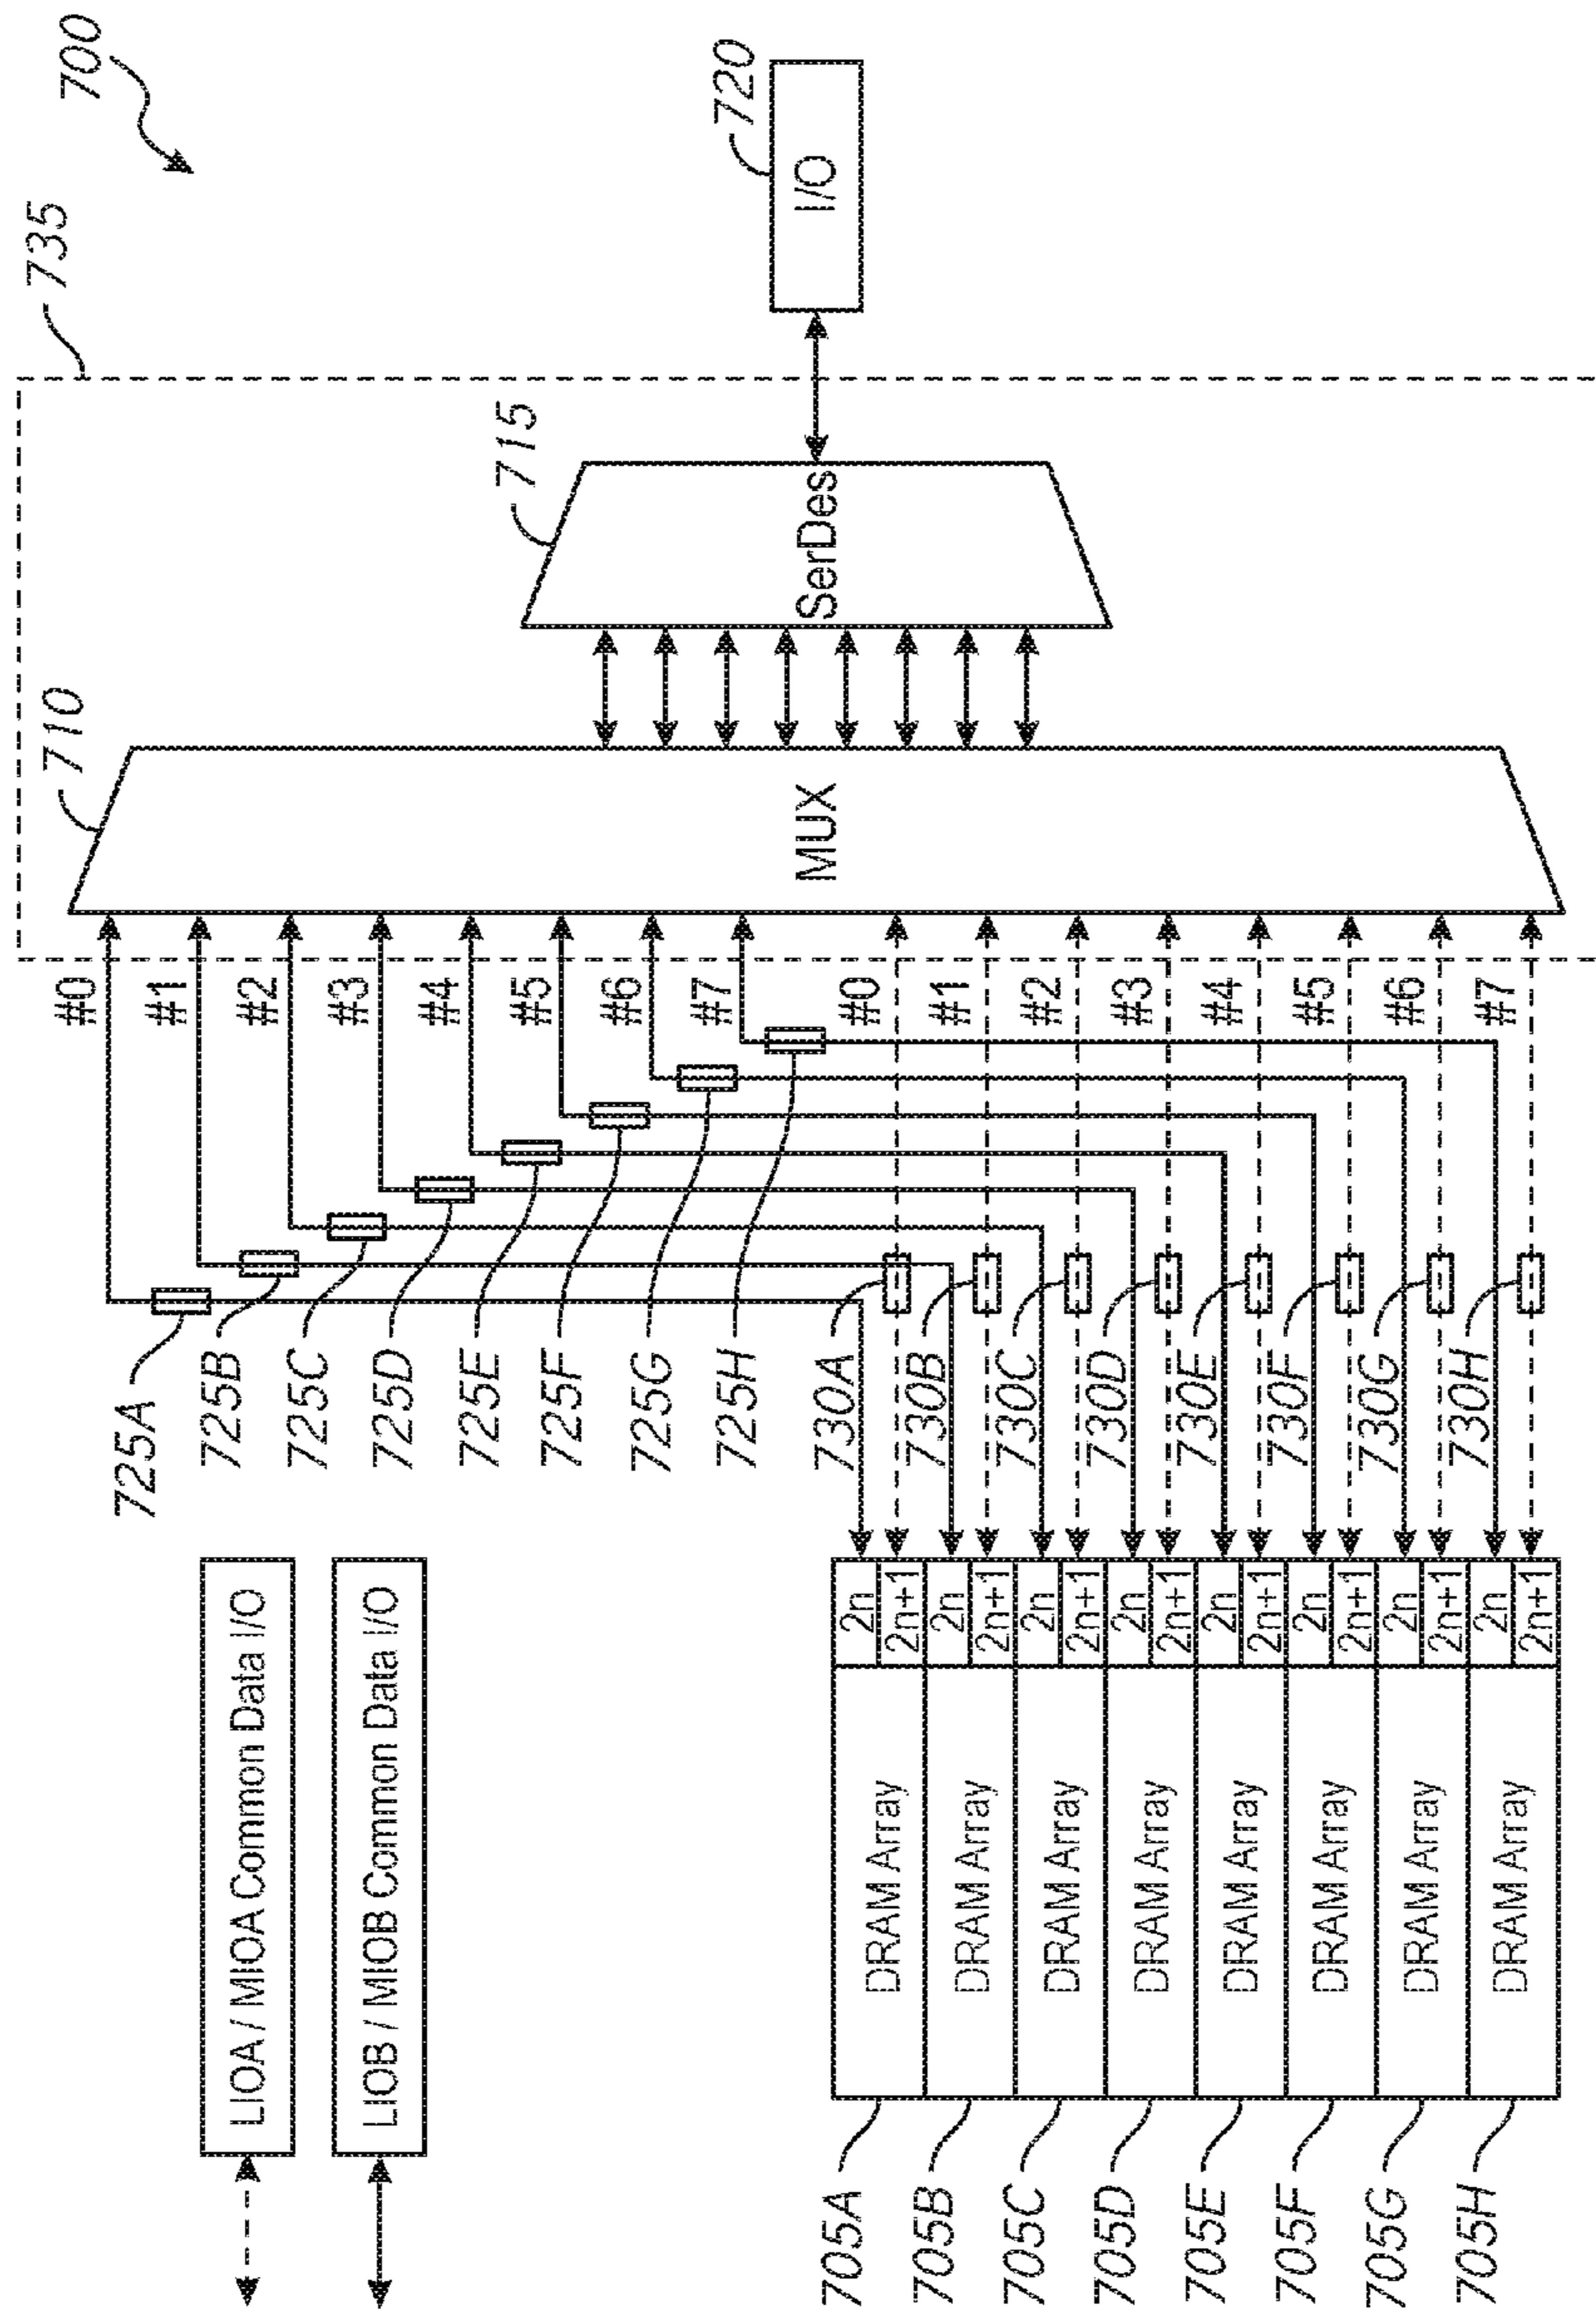 700
735
720
I/O
715
SerDes
710
MUX
#0
#1
#2
#3
#4
#5
#6
#7
#0
#1
#2
#3
#4
#5
#6
#7
725A
725B
725C
725D
725E
725F
725G
725H
730A
730B
730C
730D
730E
730F
730G
730H
LIOA / MIOA Common Data I/O
LIOB / MIOB Common Data I/O
2n
2n+1
2n
2n+1
2n
2n+1
2n
2n+1
2n
2n+1
2n
2n+1
2n
2n+1
2n
2n+1
DRAM Array
DRAM Array
DRAM Array
DRAM Array
DRAM Array
DRAM Array
DRAM Array
DRAM Array
705A
705B
705C
705D
705E
705F
705G
705H